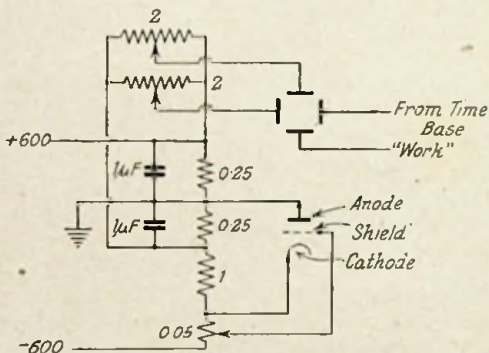 2
2
From Time
Base
"Work"
+600
1µF
0·25
1µF
0·25
Anode
Shield
Cathode
1
0·05
-600